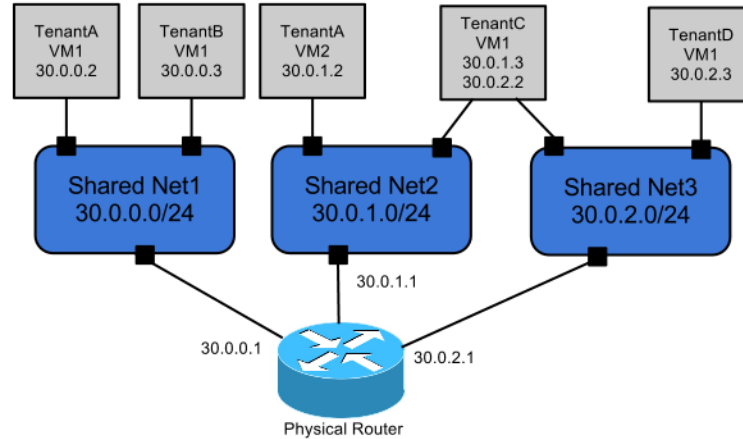 TenantA
VM1
30.0.0.2
TenantB
VM1
30.0.0.3
TenantA
VM2
30.0.1.2
TenantC
VM1
30.0.1.3
30.0.2.2
TenantD
VM1
30.0.2.3
Shared Net1
30.0.0.0/24
Shared Net2
30.0.1.0/24
Shared Net3
30.0.2.0/24
30.0.1.1
30.0.0.1
30.0.2.1
Physical Router